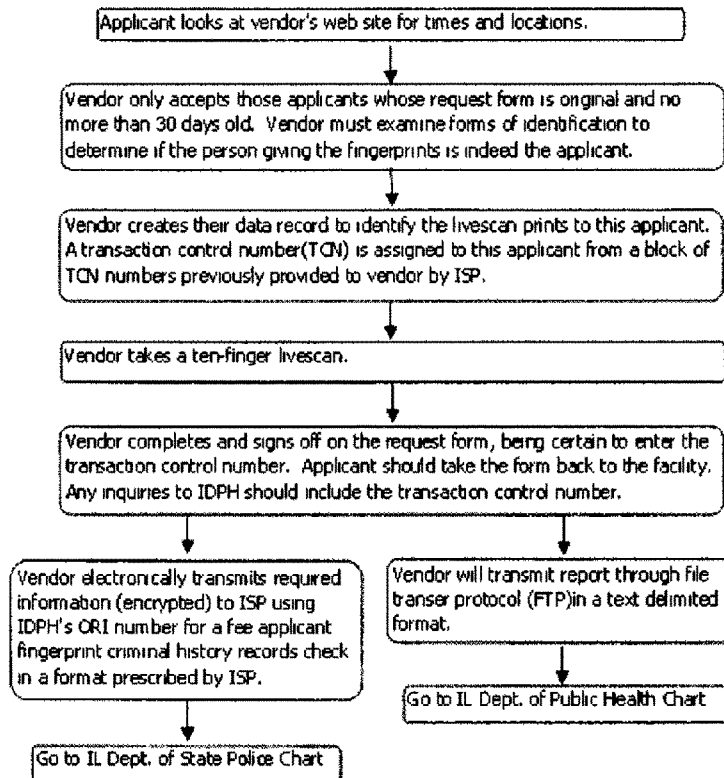 Applicant looks at vendor's web site for times and locations.
Vendor only accepts those applicants whose request form is original and no
more than 30 days old. Vendor must examine forms of identification to
determine if the person giving the fingerprints is indeed the applicant.
Vendor creates their data record to identify the livescan prints to this applicant.
A transaction control number(TCN) is assigned to this applicant from a block of
TCN numbers previously provided to vendor by ISP.
Vendor takes a ten-finger livescan.
Vendor completes and signs off on the request form, being certain to enter the
transaction control number. Applicant should take the form back to the facility.
Any inquiries to IDPH should include the transaction control number.
Vendor electronically transmits required
information (encrypted) to ISP using
IDPH's ORI number for a fee applicant
fingerprint criminal history records check
in a format prescribed by ISP.
Go to IL Dept. of State Police Chart
Vendor will transmit report through file
transer protocol (FTP)in a text delimited
format.
Go to IL Dept. of Public Health Chart